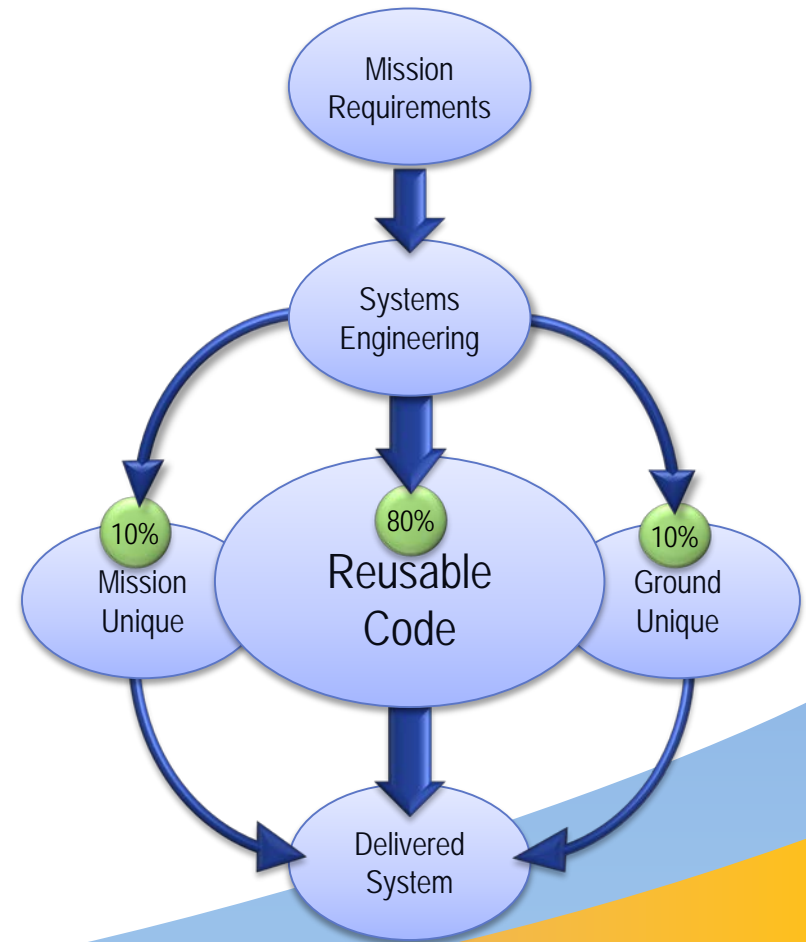 Mission
Requirements
Systems
Engineering
10%
Mission
Unique
80%
Reusable
Code
10%
Ground
Unique
Delivered
System